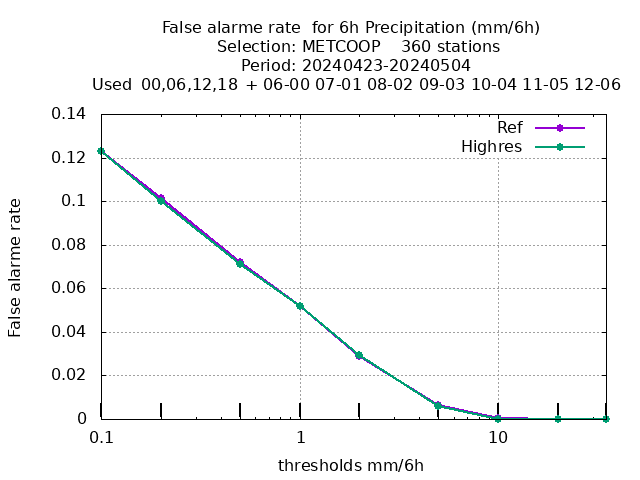 False alarme rate  for 6h Precipitation (mm/6h)
Selection: METCOOP    360 stations
Period: 20240423-20240504
Used  00,06,12,18  + 06-00 07-01 08-02 09-03 10-04 11-05 12-06
Ref
Highres
0.14
0.12
0.1
0.08
0.06
0.04
0.02
0
False alarme rate
0.1
1
10
thresholds mm/6h